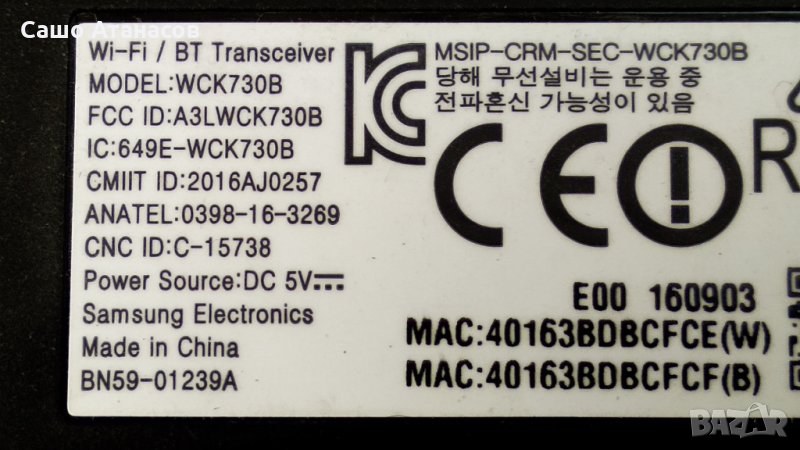 Сашо Атанасов
Wi-Fi / BT Transceiver
MODEL:WCK730B
FCC ID:A3LWCK730B
IC:649E-WCK730B
CMIIT ID:2016AJ0257
ANATEL:0398-16-3269
CNC ID:C-15738
Power Source:DC 5V
Samsung Electronics
Made in China
BN59-01239A
MSIP-CRM-SEC-WCK730B
당해 무선설비는 운용 중
전파혼신 가능성이 있음
CE
R
E00 160903
MAC:40163BDBCFCE(W)
MAC:40163BDBCFCF(B)
BAZAR